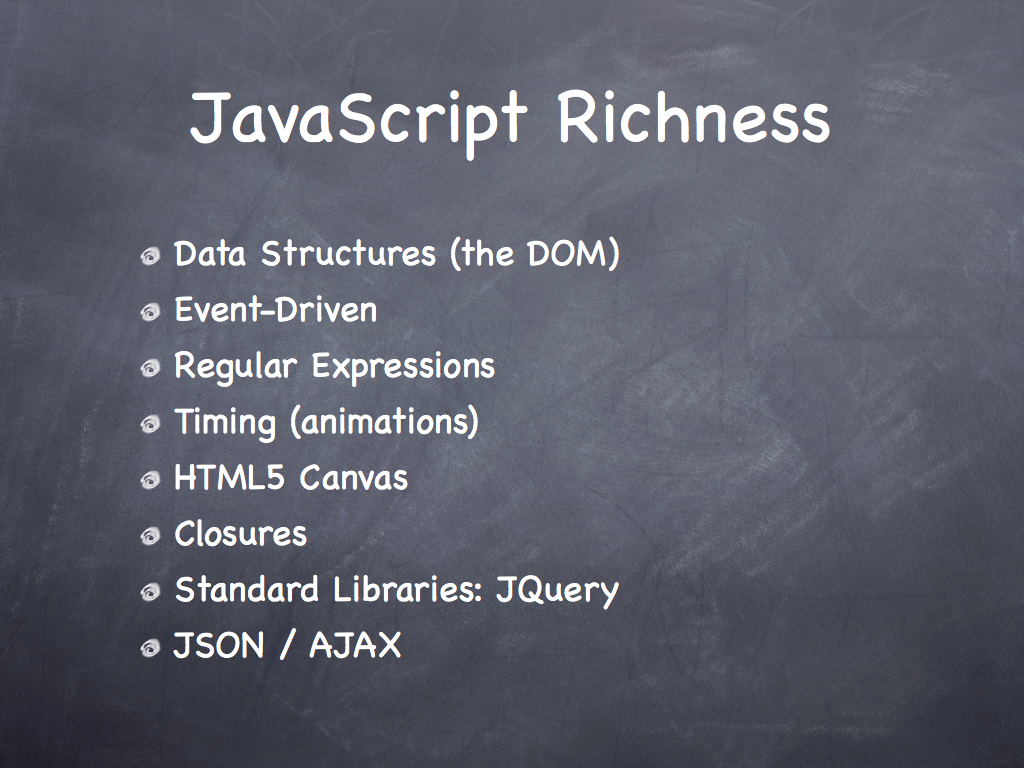 JavaScript Richness
Data Structures (the DOM)
Event-Driven
Regular Expressions
Timing (animations)
HTML5 Canvas
Closures
Standard Libraries: JQuery
JSON / AJAX